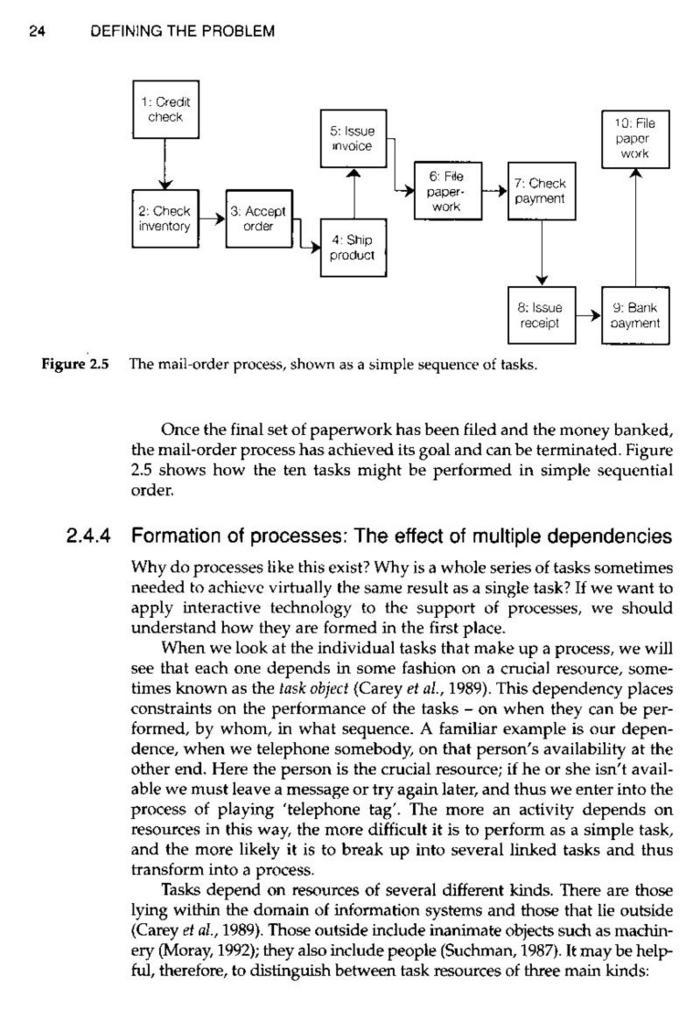 24 DEFINING THE PROBLEM
1: Credit
check
2: Check
inventory
3: Accept
order
4: Ship
product
5: Issue
invoice
6: File
paper-
work
7: Check
payment
8: Issue
receipt
9: Bank
payment
10: File
paper
work
Figure 2.5 The mail-order process, shown as a simple sequence of tasks.
Once the final set of paperwork has been filed and the money banked,
the mail-order process has achieved its goal and can be terminated. Figure
2.5 shows how the ten tasks might be performed in simple sequential
order.
2.4.4 Formation of processes: The effect of multiple dependencies
Why do processes like this exist? Why is a whole series of tasks sometimes
needed to achieve virtually the same result as a single task? If we want to
apply interactive technology to the support of processes, we should
understand how they are formed in the first place.
When we look at the individual tasks that make up a process, we will
see that each one depends in some fashion on a crucial resource, some-
times known as the task object (Carey et al., 1989). This dependency places
constraints on the performance of the tasks – on when they can be per-
formed, by whom, in what sequence. A familiar example is our depen-
dence, when we telephone somebody, on that person's availability at the
other end. Here the person is the crucial resource; if he or she isn't avail-
able we must leave a message or try again later, and thus we enter into the
process of playing 'telephone tag'. The more an activity depends on
resources in this way, the more difficult it is to perform as a simple task,
and the more likely it is to break up into several linked tasks and thus
transform into a process.
Tasks depend on resources of several different kinds. There are those
lying within the domain of information systems and those that lie outside
(Carey et al., 1989). Those outside include inanimate objects such as machin-
ery (Moray, 1992); they also include people (Suchman, 1987). It may be help-
ful, therefore, to distinguish between task resources of three main kinds: